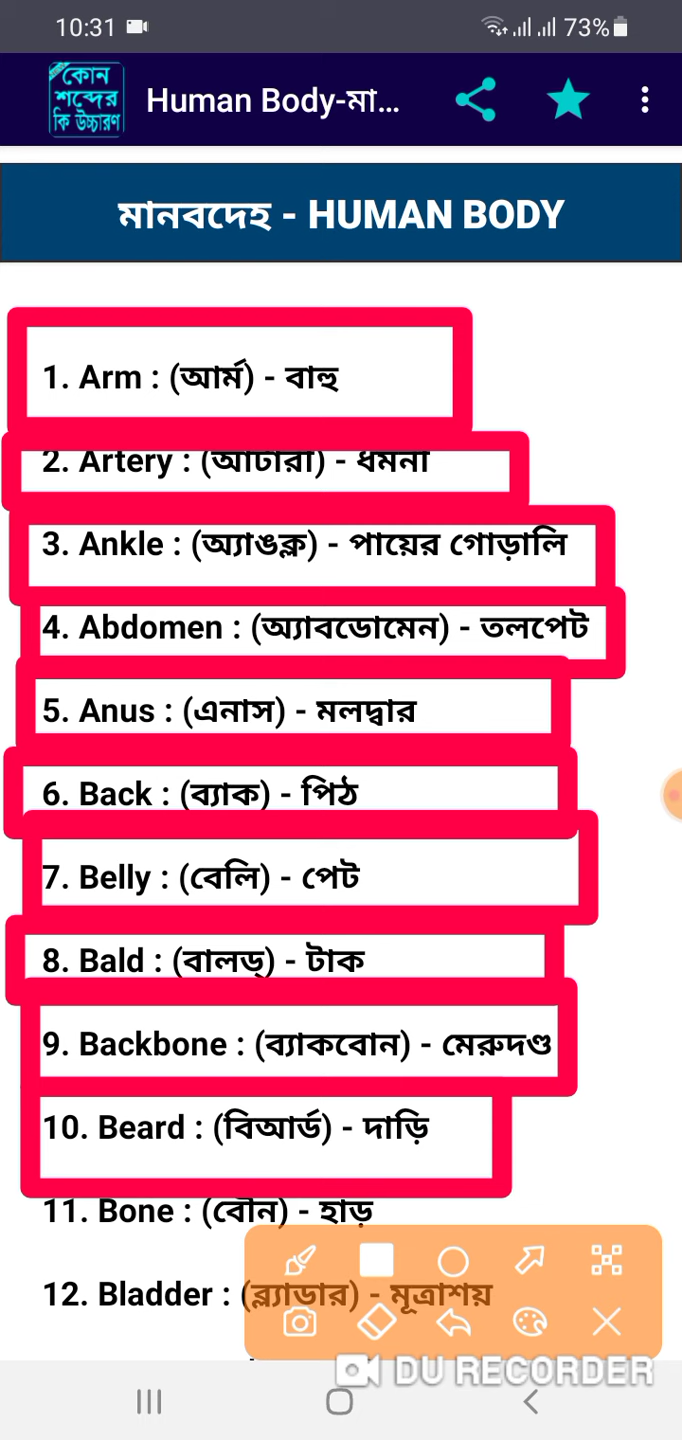 10:31 73%
কোন
শব্দের
কি উচ্চারণ
Human Body-মা...
মানবদেহ - HUMAN BODY
1. Arm : (আর্ম) - বাহু
2. Artery : (আর্টারী) - ধমনী
3. Ankle : (অ্যাঙক্ল) - পায়ের গোড়ালি
4. Abdomen : (অ্যাবডোমেন) - তলপেট
5. Anus : (এনাস) - মলদ্বার
6. Back : (ব্যাক) - পিঠ
7. Belly : (বেলি) - পেট
8. Bald : (বালড্) - টাক
9. Backbone : (ব্যাকবোন) - মেরুদণ্ড
10. Beard : (বিআর্ড) - দাড়ি
11. Bone : (বৌন) - হাড়
12. Bladder : (ব্ল্যাডার) - মূত্রাশয়
DU RECORDER